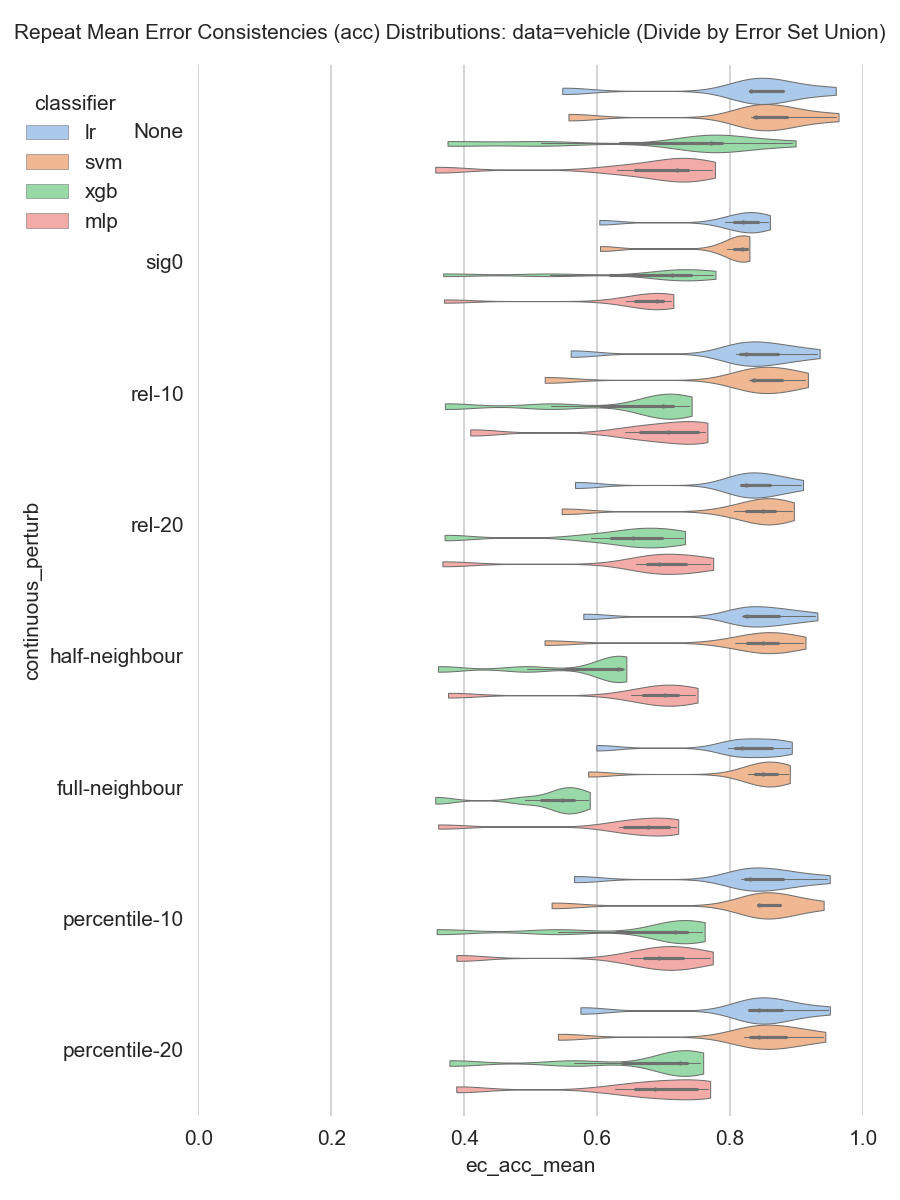 Repeat Mean Error Consistencies (acc) Distributions: data=vehicle (Divide by Error Set Union)
classifier
lr
svm
xgb
mlp
None
sig0
rel-10
rel-20
half-neighbour
full-neighbour
percentile-10
percentile-20
continuous_perturb
0.0 0.2 0.4 0.6 0.8 1.0
ec_acc_mean